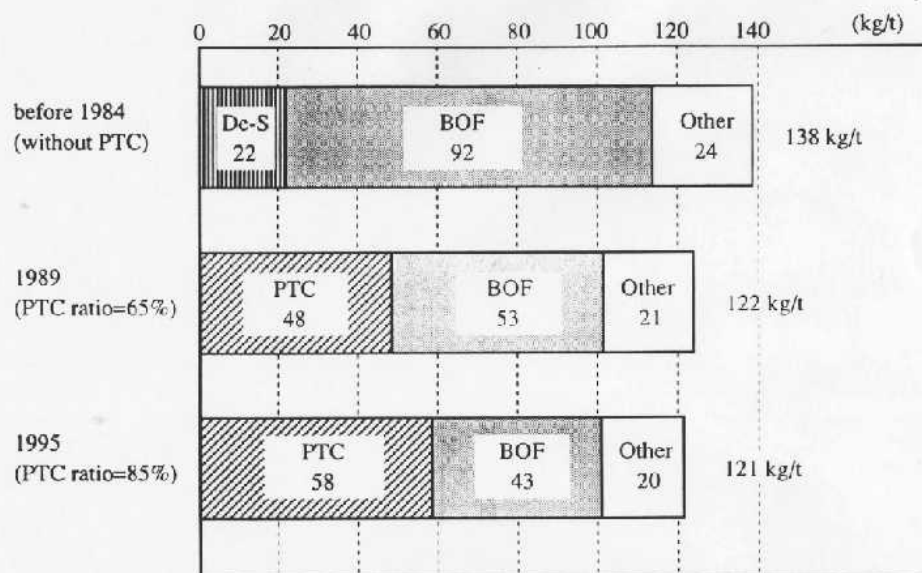 0 20 40 60 80 100 120 140 (kg/t)
before 1984
(without PTC)
De-S
22
BOF
92
Other
24
138 kg/t
1989
(PTC ratio=65%)
PTC
48
BOF
53
Other
21
122 kg/t
1995
(PTC ratio=85%)
PTC
58
BOF
43
Other
20
121 kg/t